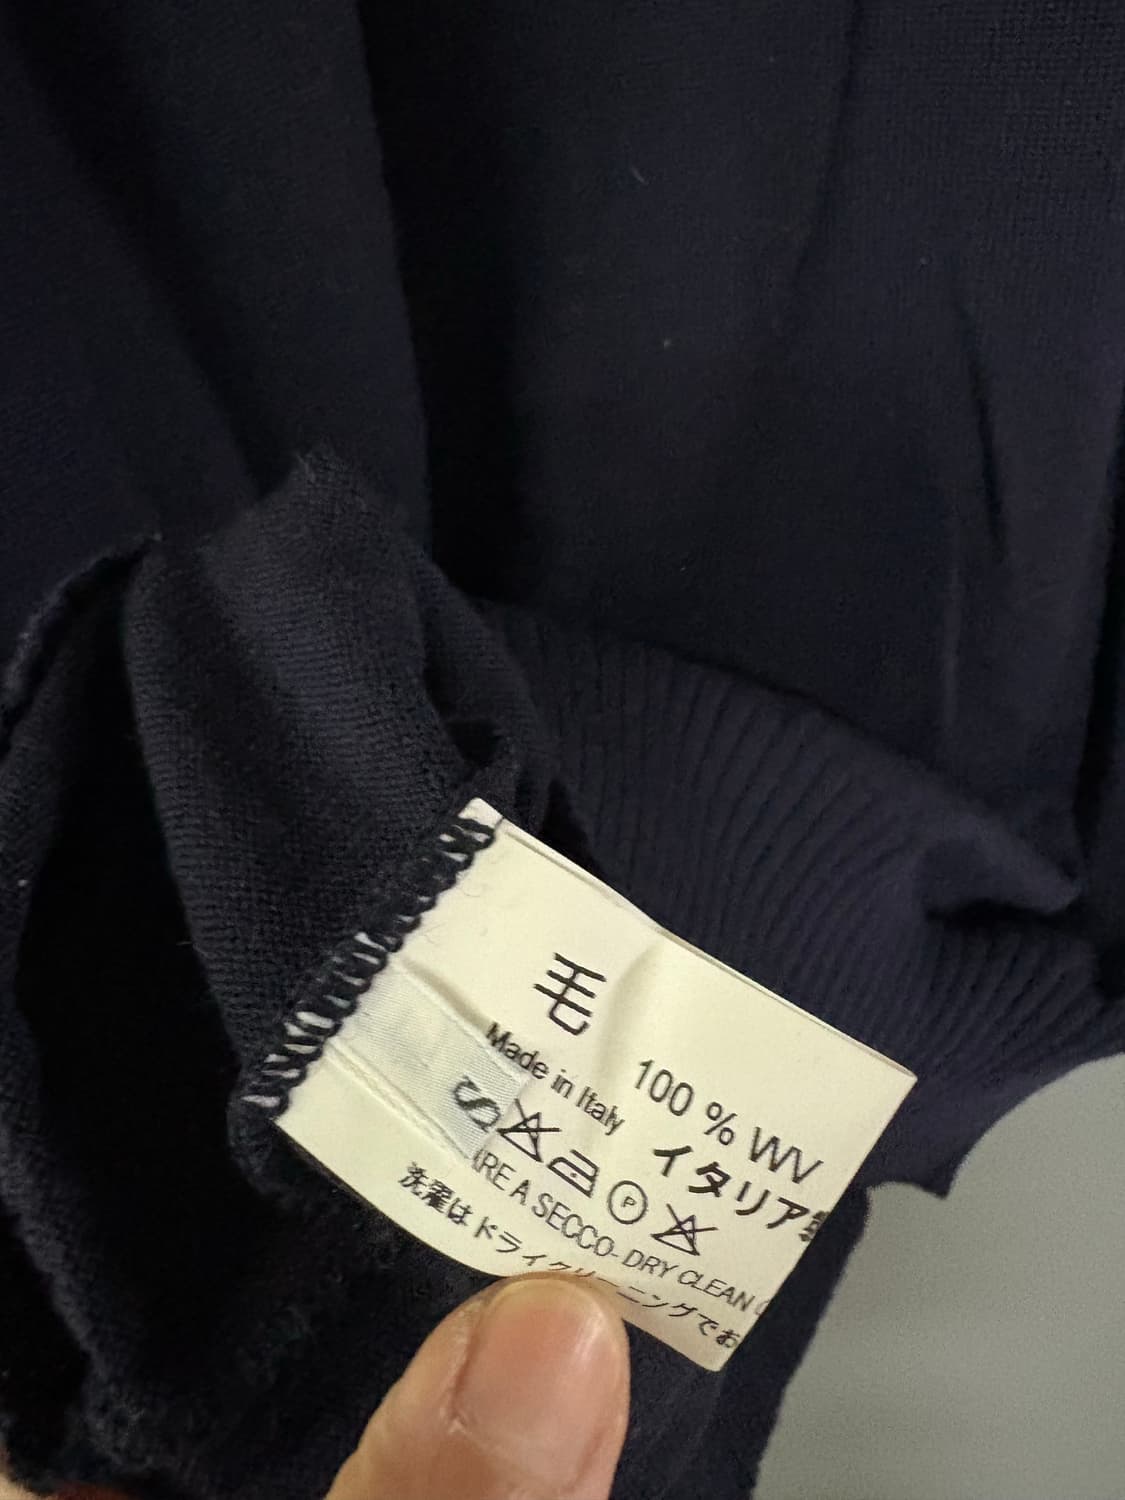 毛 100 % WV
Made in Italy イタリア製
S
P
RE A SECCO-DRY CLEAN
洗濯はドライクリーニングでお